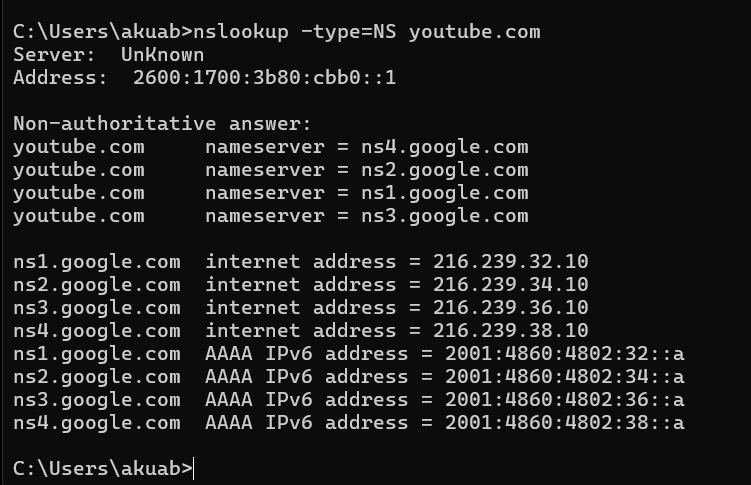 C:\Users\akuab>nslookup -type=NS youtube.com
Server:  UnKnown
Address:  2600:1700:3b80:cbb0::1

Non-authoritative answer:
youtube.com     nameserver = ns4.google.com
youtube.com     nameserver = ns2.google.com
youtube.com     nameserver = ns1.google.com
youtube.com     nameserver = ns3.google.com

ns1.google.com  internet address = 216.239.32.10
ns2.google.com  internet address = 216.239.34.10
ns3.google.com  internet address = 216.239.36.10
ns4.google.com  internet address = 216.239.38.10
ns1.google.com  AAAA IPv6 address = 2001:4860:4802:32::a
ns2.google.com  AAAA IPv6 address = 2001:4860:4802:34::a
ns3.google.com  AAAA IPv6 address = 2001:4860:4802:36::a
ns4.google.com  AAAA IPv6 address = 2001:4860:4802:38::a

C:\Users\akuab>